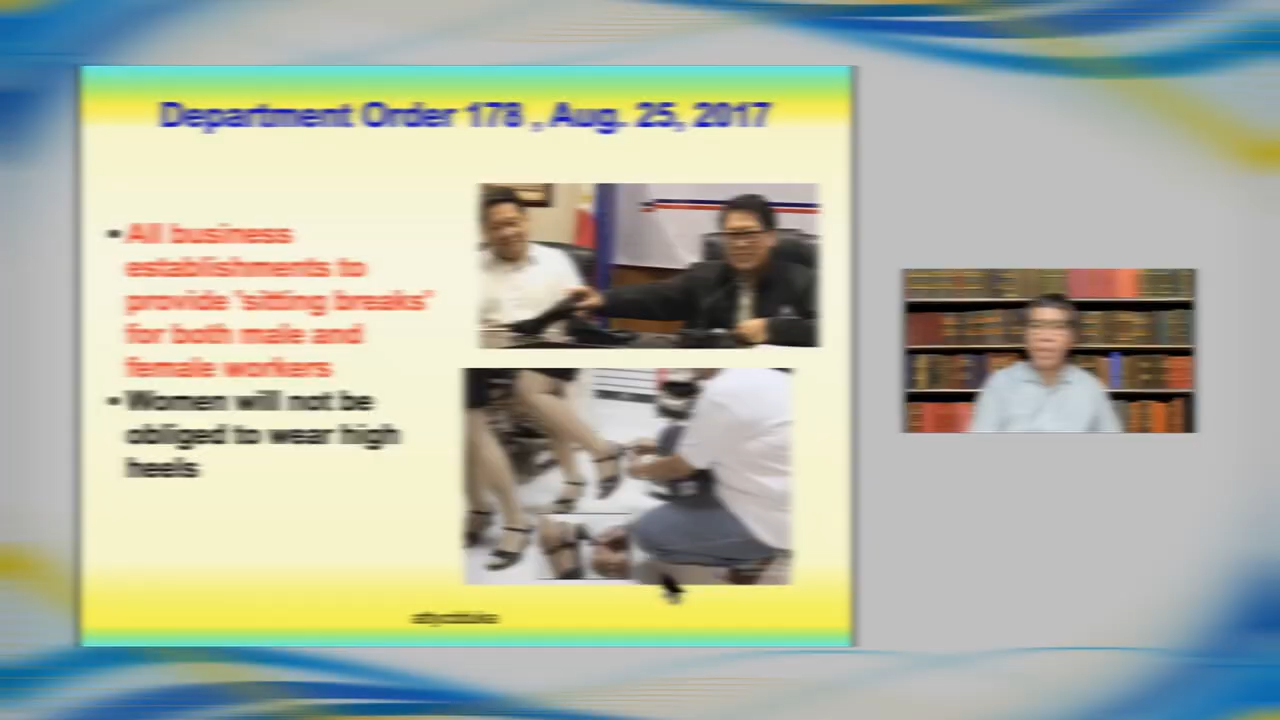 Department Order 178 , Aug. 25, 2017
• All business
establishments to
provide 'sitting breaks'
for both male and
female workers
• Women will not be
obliged to wear high
heels